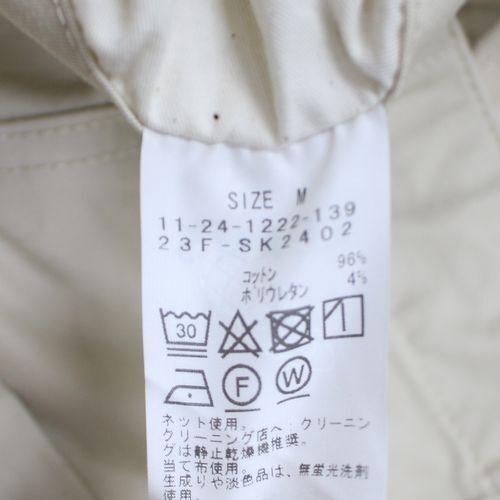 SIZE M
11-24-1222-139
23F-SK2402
コットン 96%
ポリウレタン 4%
30
F W
ネット使用。
クリーニング店へ：クリーニン
グは静止乾燥機推奨。
当て布使用。
生成りや淡色品は、無蛍光洗剤
使用。